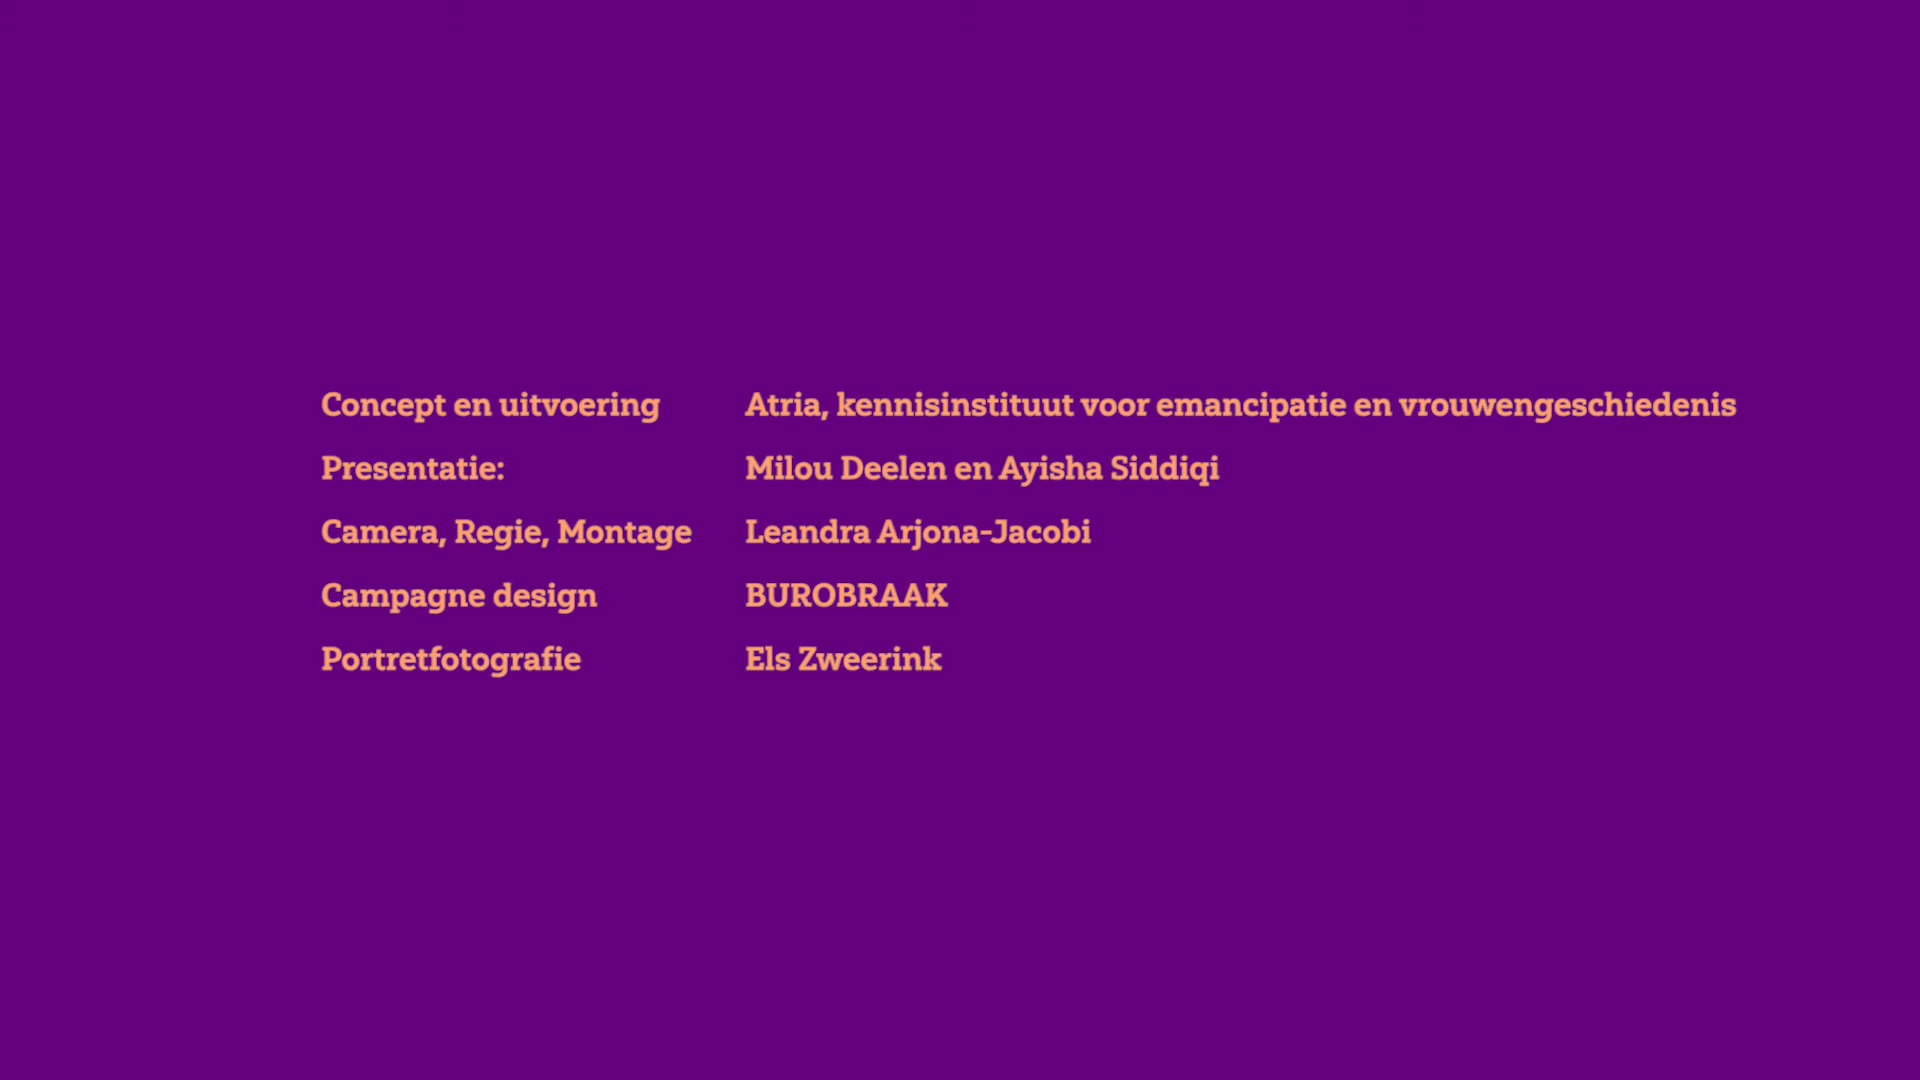 Concept en uitvoering Atria, kennisinstituut voor emancipatie en vrouwengeschiedenis
Presentatie: Milou Deelen en Ayisha Siddiqi
Camera, Regie, Montage Leandra Arjona-Jacobi
Campagne design BUROBRAAK
Portretfotografie Els Zweerink